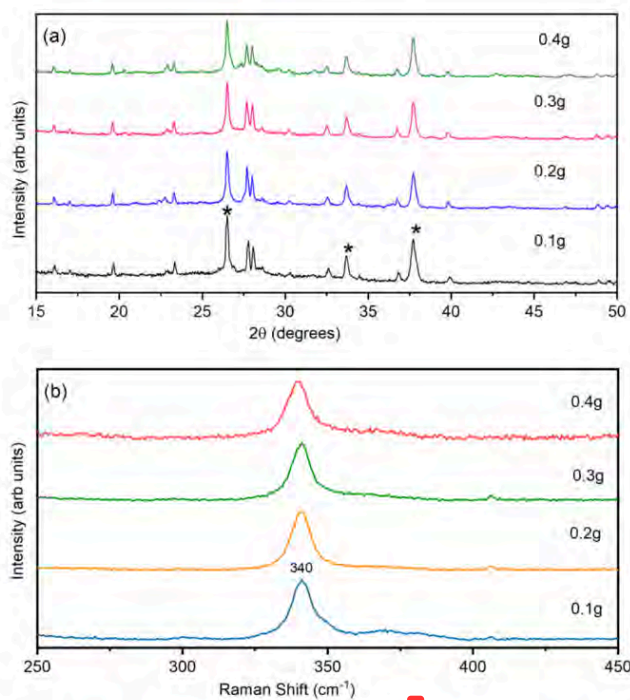 (a)
0.4g
0.3g
0.2g
0.1g
*
*
*
Intensity (arb units)
15 20 25 30 35 40 45 50
2θ (degrees)
(b)
0.4g
0.3g
0.2g
340
0.1g
Intensity (arb units)
250 300 350 400 450
Raman Shift (cm⁻¹)